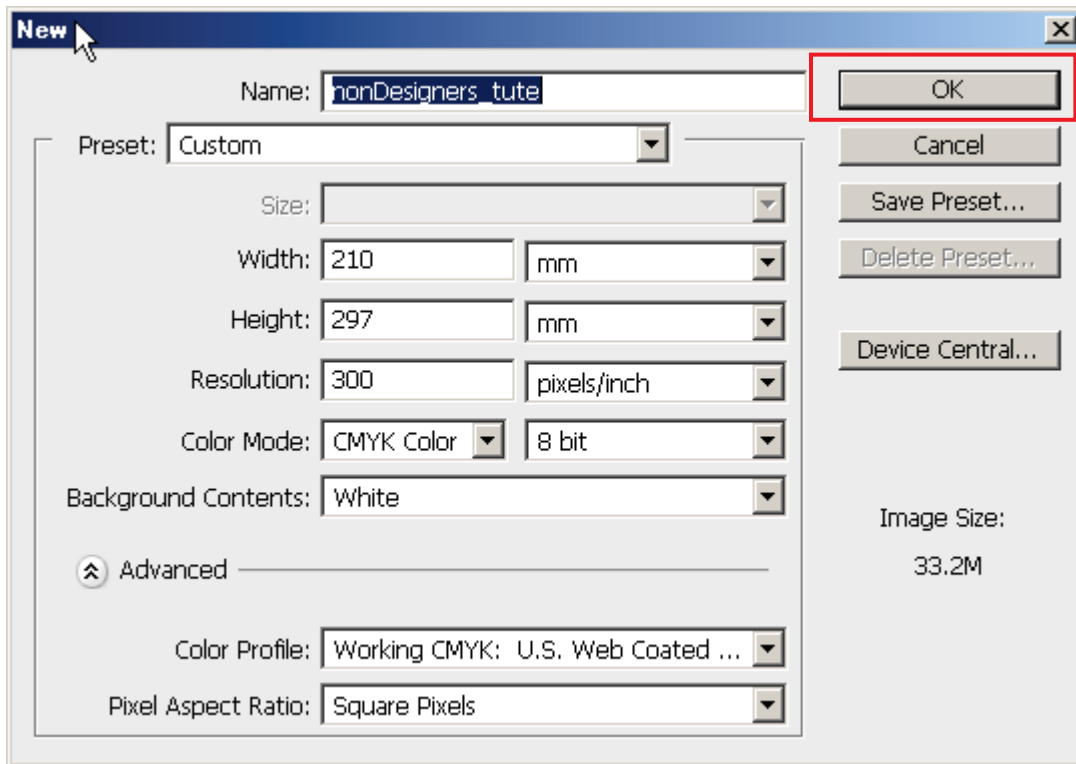 New
Name: nonDesigners_tute
OK
Preset: Custom
Cancel
Size:
Save Preset...
Width: 210 mm
Delete Preset...
Height: 297 mm
Device Central...
Resolution: 300 pixels/inch
Color Mode: CMYK Color 8 bit
Background Contents: White
Image Size:
33.2M
Advanced
Color Profile: Working CMYK: U.S. Web Coated ...
Pixel Aspect Ratio: Square Pixels